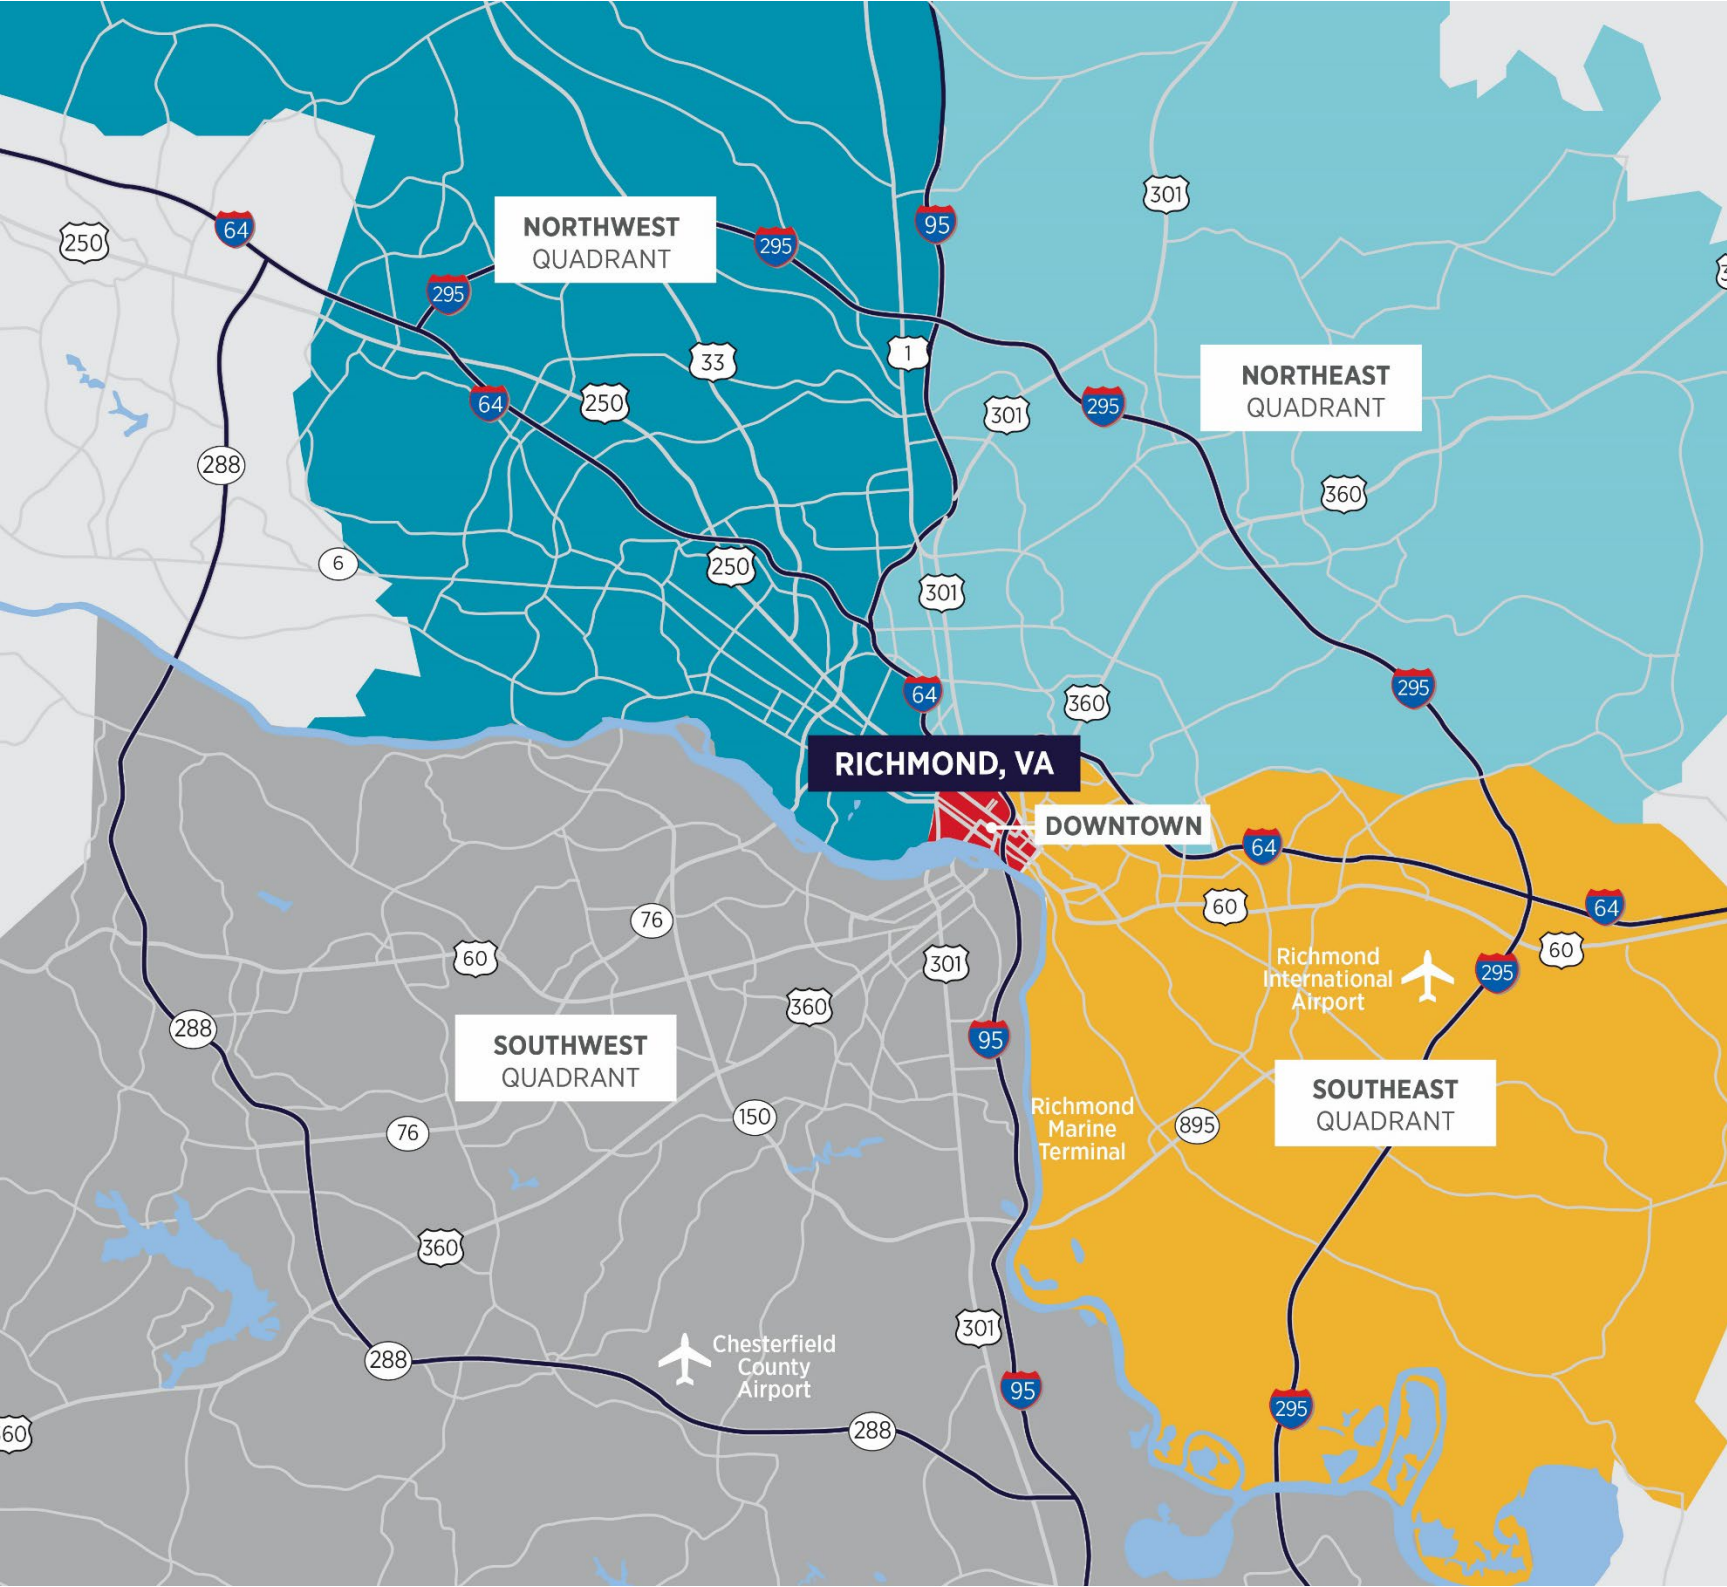 301
95
NORTHWEST
QUADRANT
64
250
295
295
3
1
33
NORTHEAST
QUADRANT
64
250
301
295
288
360
6
250
301
295
64
360
RICHMOND, VA
DOWNTOWN
64
60
64
76
60
60
301
Richmond
International
Airport
295
360
288
95
SOUTHWEST
QUADRANT
SOUTHEAST
QUADRANT
150
76
Richmond
Marine
Terminal
895
360
301
288
Chesterfield
County
Airport
95
295
288
60